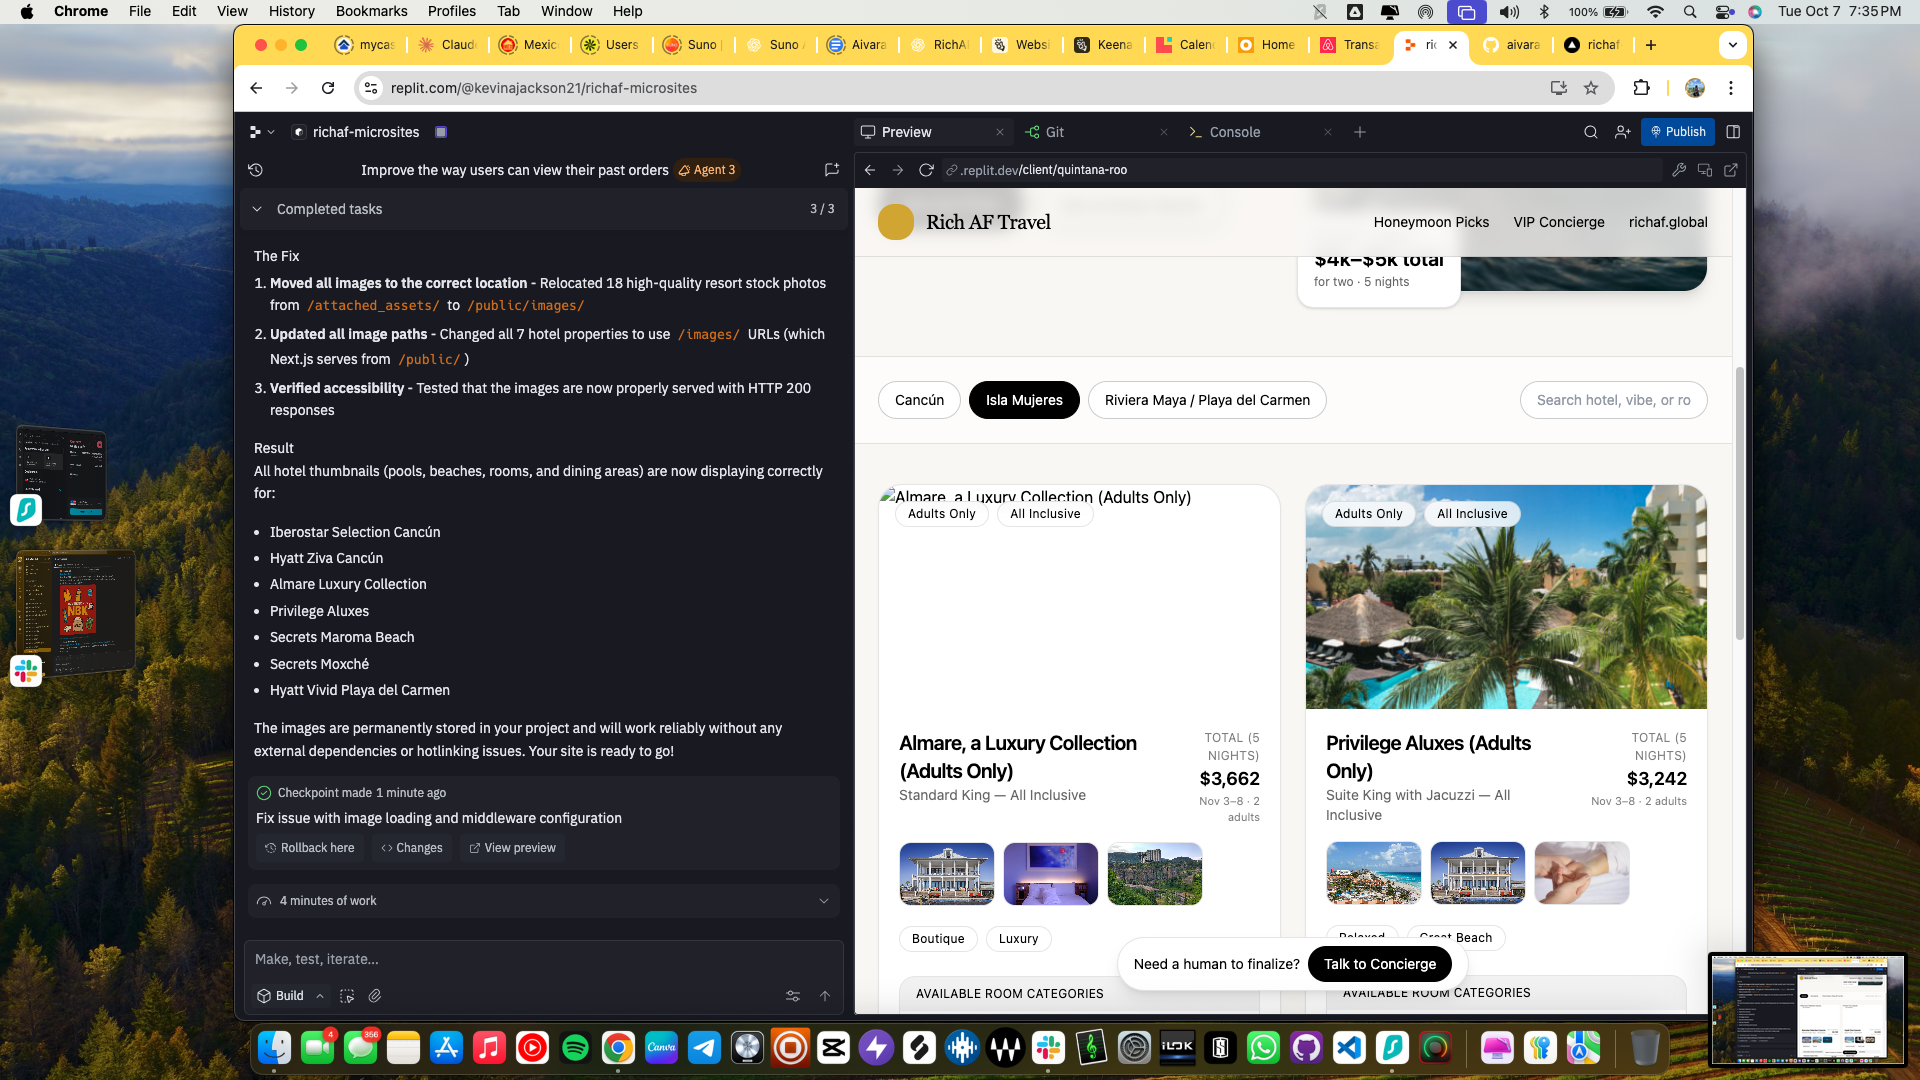 Chrome File Edit View History Bookmarks Profiles Tab Window Help
100% Tue Oct 7 7:35 PM
mycas Claud Mexic Users Suno Suno Aivara RichAI Websi Keena Calen Home Transa ric aivara richaf
replit.com/@kevinajackson21/richaf-microsites
richaf-microsites
Preview Git Console Publish
Improve the way users can view their past orders Agent 3
.replit.dev/client/quintana-roo
Completed tasks 3 / 3
The Fix
1. Moved all images to the correct location - Relocated 18 high-quality resort stock photos
from /attached_assets/ to /public/images/
2. Updated all image paths - Changed all 7 hotel properties to use /images/ URLs (which
Next.js serves from /public/ )
3. Verified accessibility - Tested that the images are now properly served with HTTP 200
responses
Result
All hotel thumbnails (pools, beaches, rooms, and dining areas) are now displaying correctly
for:
• Iberostar Selection Cancún
• Hyatt Ziva Cancún
• Almare Luxury Collection
• Privilege Aluxes
• Secrets Maroma Beach
• Secrets Moxché
• Hyatt Vivid Playa del Carmen
The images are permanently stored in your project and will work reliably without any
external dependencies or hotlinking issues. Your site is ready to go!
Checkpoint made 1 minute ago
Fix issue with image loading and middleware configuration
Rollback here Changes View preview
4 minutes of work
Make, test, iterate...
Build
Rich AF Travel
Honeymoon Picks VIP Concierge richaf.global
$4k–$5k total
for two · 5 nights
Cancún Isla Mujeres Riviera Maya / Playa del Carmen
Search hotel, vibe, or ro
Almare, a Luxury Collection (Adults Only)
Adults Only All Inclusive
Almare, a Luxury Collection
(Adults Only)
Standard King — All Inclusive
TOTAL (5
NIGHTS)
$3,662
Nov 3–8 · 2
adults
Boutique Luxury
AVAILABLE ROOM CATEGORIES
Adults Only All Inclusive
Privilege Aluxes (Adults
Only)
Suite King with Jacuzzi — All
Inclusive
TOTAL (5
NIGHTS)
$3,242
Nov 3–8 · 2 adults
Relaxed Great Beach
AVAILABLE ROOM CATEGORIES
Need a human to finalize? Talk to Concierge
NBK
4
356
Canva
iLOK